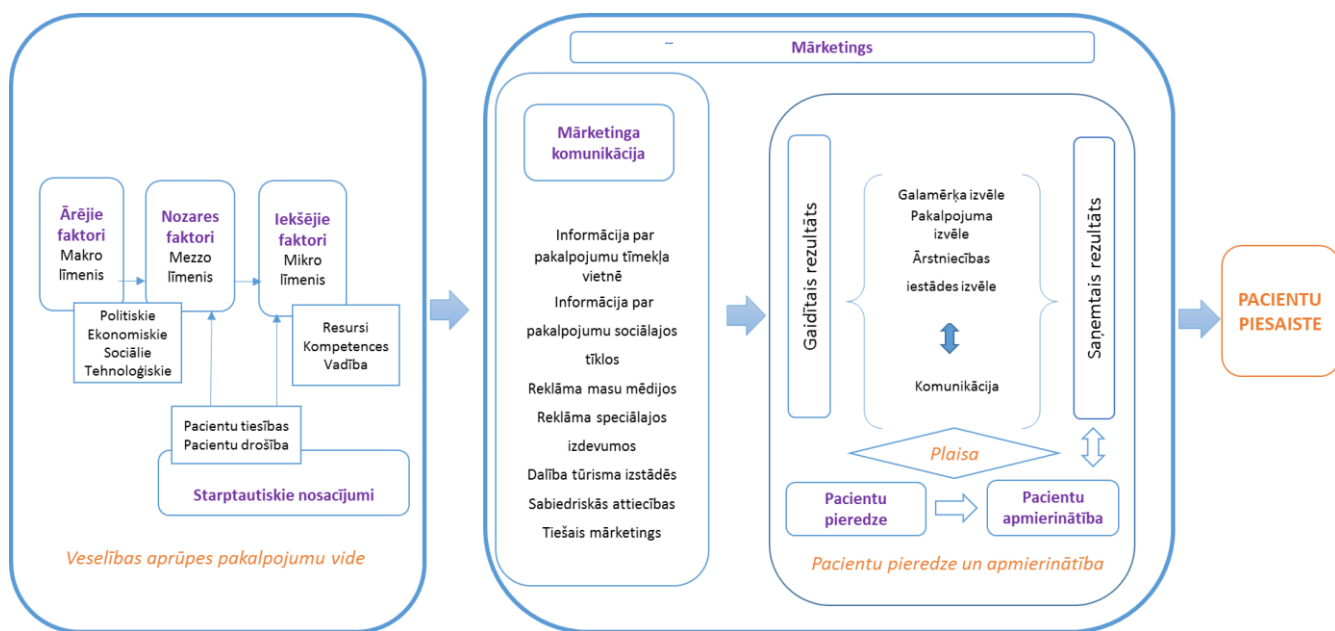 Ārējie
faktori
Makro
līmenis
Nozares
faktori
Mezzo
līmenis
Iekšējie
faktori
Mikro
līmenis
Politiskie
Ekonomiskie
Sociālie
Tehnoloģiskie
Resursi
Kompetences
Vadība
Pacientu tiesības
Pacientu drošība
Starptautiskie nosacījumi
Veselības aprūpes pakalpojumu vide
Mārketings
Mārketinga
komunikācija
Informācija par
pakalpojumu tīmekļa
vietnē
Informācija par
pakalpojumu sociālajos
tīklos
Reklāma masu mēdijos
Reklāma speciālajos
izdevumos
Dalība tūrisma izstādēs
Sabiedriskās attiecības
Tiešais mārketings
Gaidītais rezultāts
Galamērķa izvēle
Pakalpojuma
izvēle
Ārstniecības
iestādes izvēle
Komunikācija
Saņemtais rezultāts
Plaisa
Pacientu
pieredze
Pacientu
apmierinātība
Pacientu pieredze un apmierinātība
PACIENTU
PIESAISTE